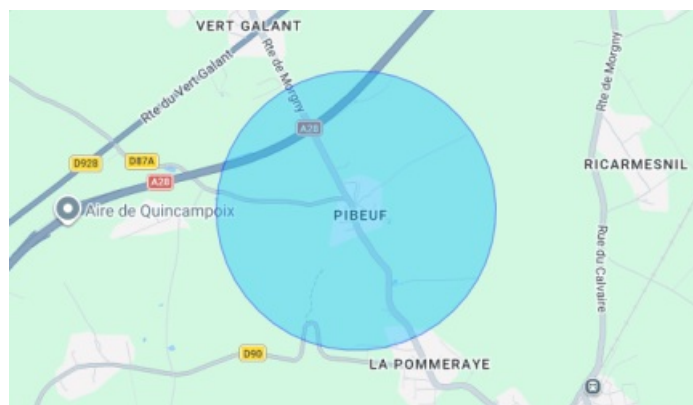 VERT GALANT
Rte de Morgny
Rte du Vert Galant
Rte de Morgny
A28
D928
D87A
A28
RICARMESNIL
Aire de Quincampoix
PIBEUF
Rue du Calvaire
D90
LA POMMERAYE